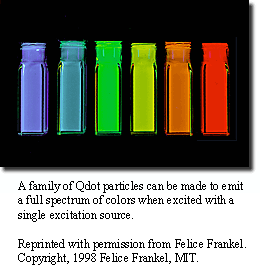 A family of Qdot particles can be made to emit
a full spectrum of colors when excited with a
single excitation source.
Reprinted with permission from Felice Frankel.
Copyright, 1998 Felice Frankel, MIT.